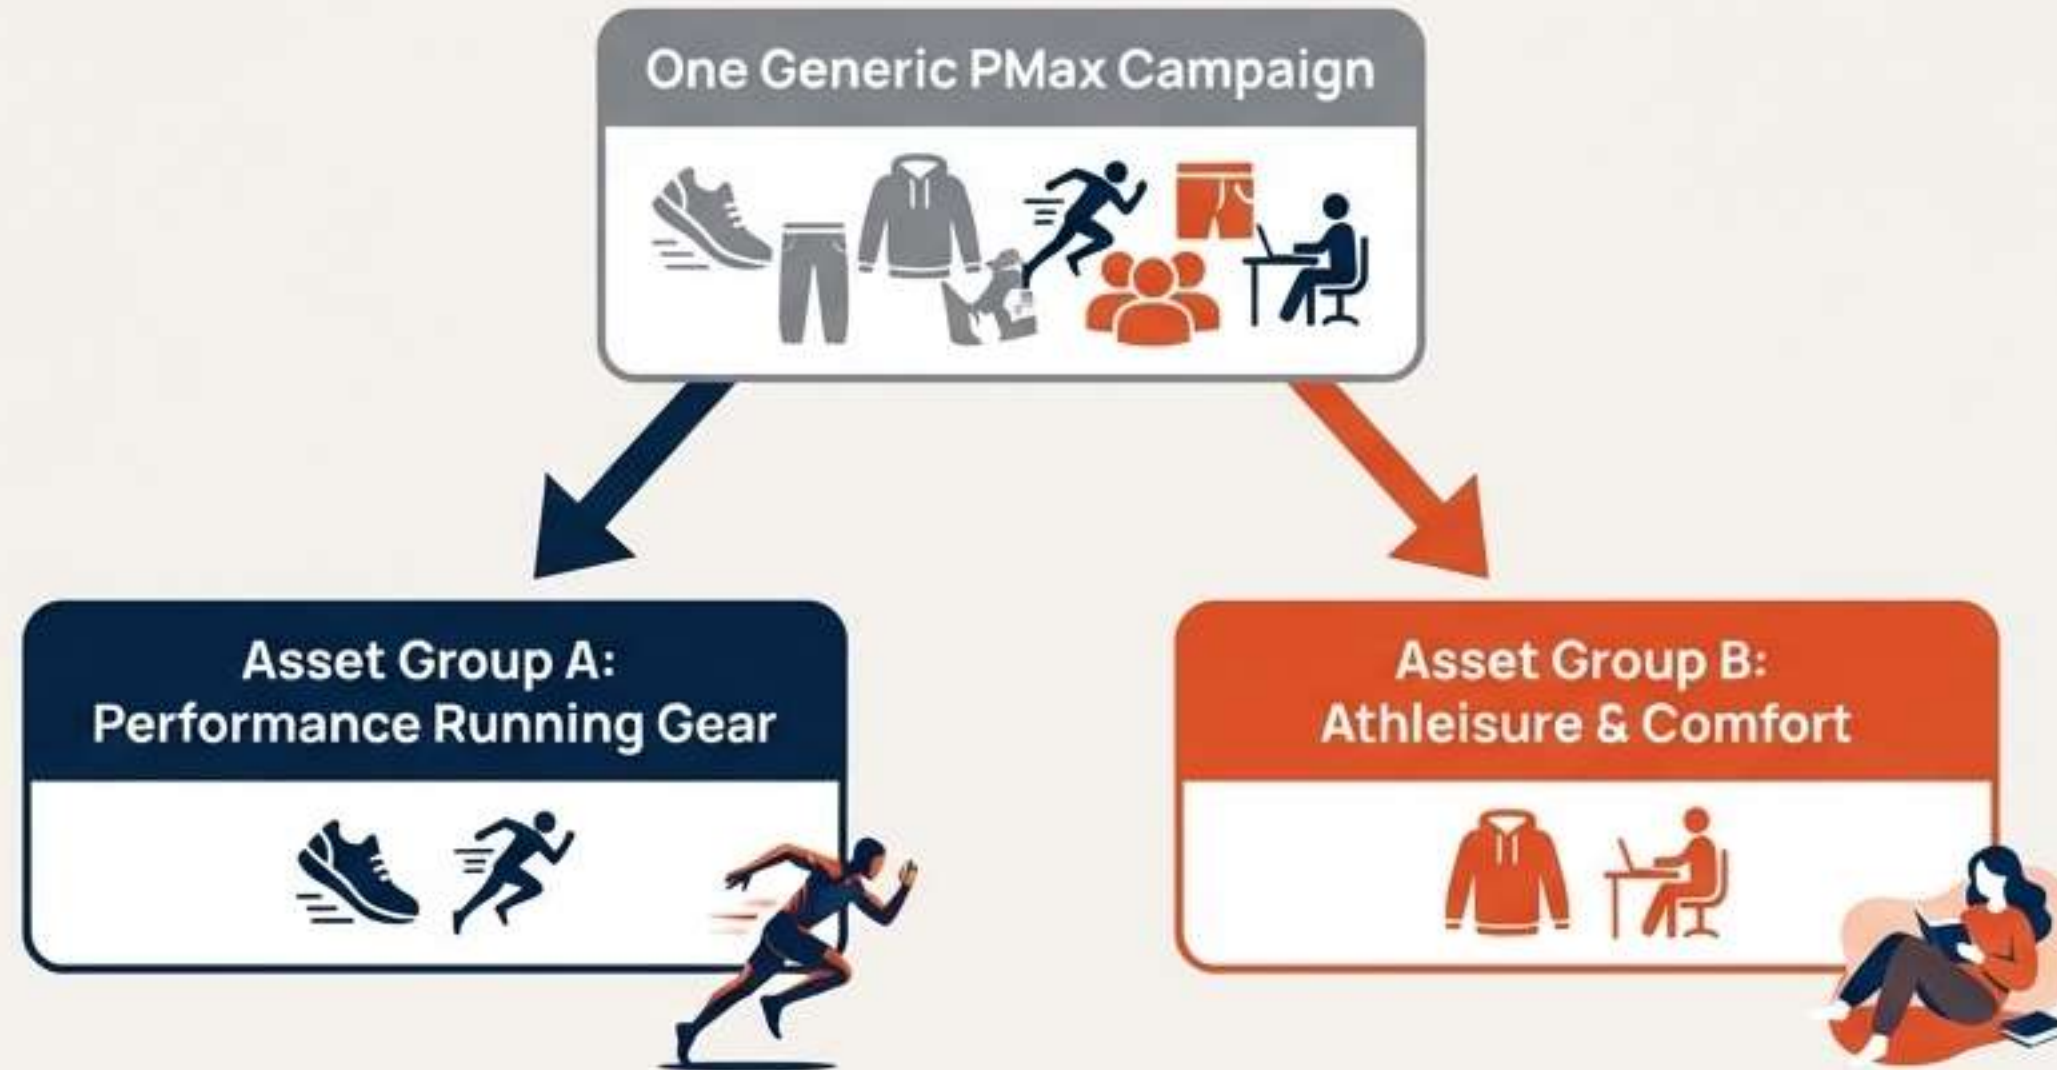 One Generic PMax Campaign
Asset Group A:
Performance Running Gear
Asset Group B:
Athleisure & Comfort